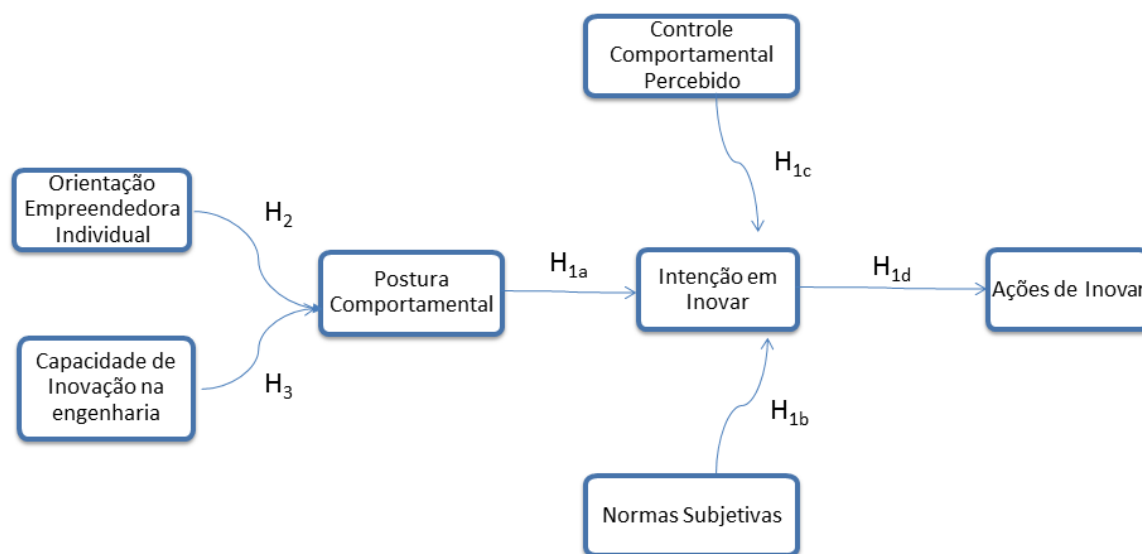 Controle
Comportamental
Percebido
H1c
Orientação
Empreendedora
Individual
H2
Postura
Comportamental
H1a
Intenção em
Inovar
H1d
Ações de Inovar
Capacidade de
Inovação na
engenharia
H3
H1b
Normas Subjetivas